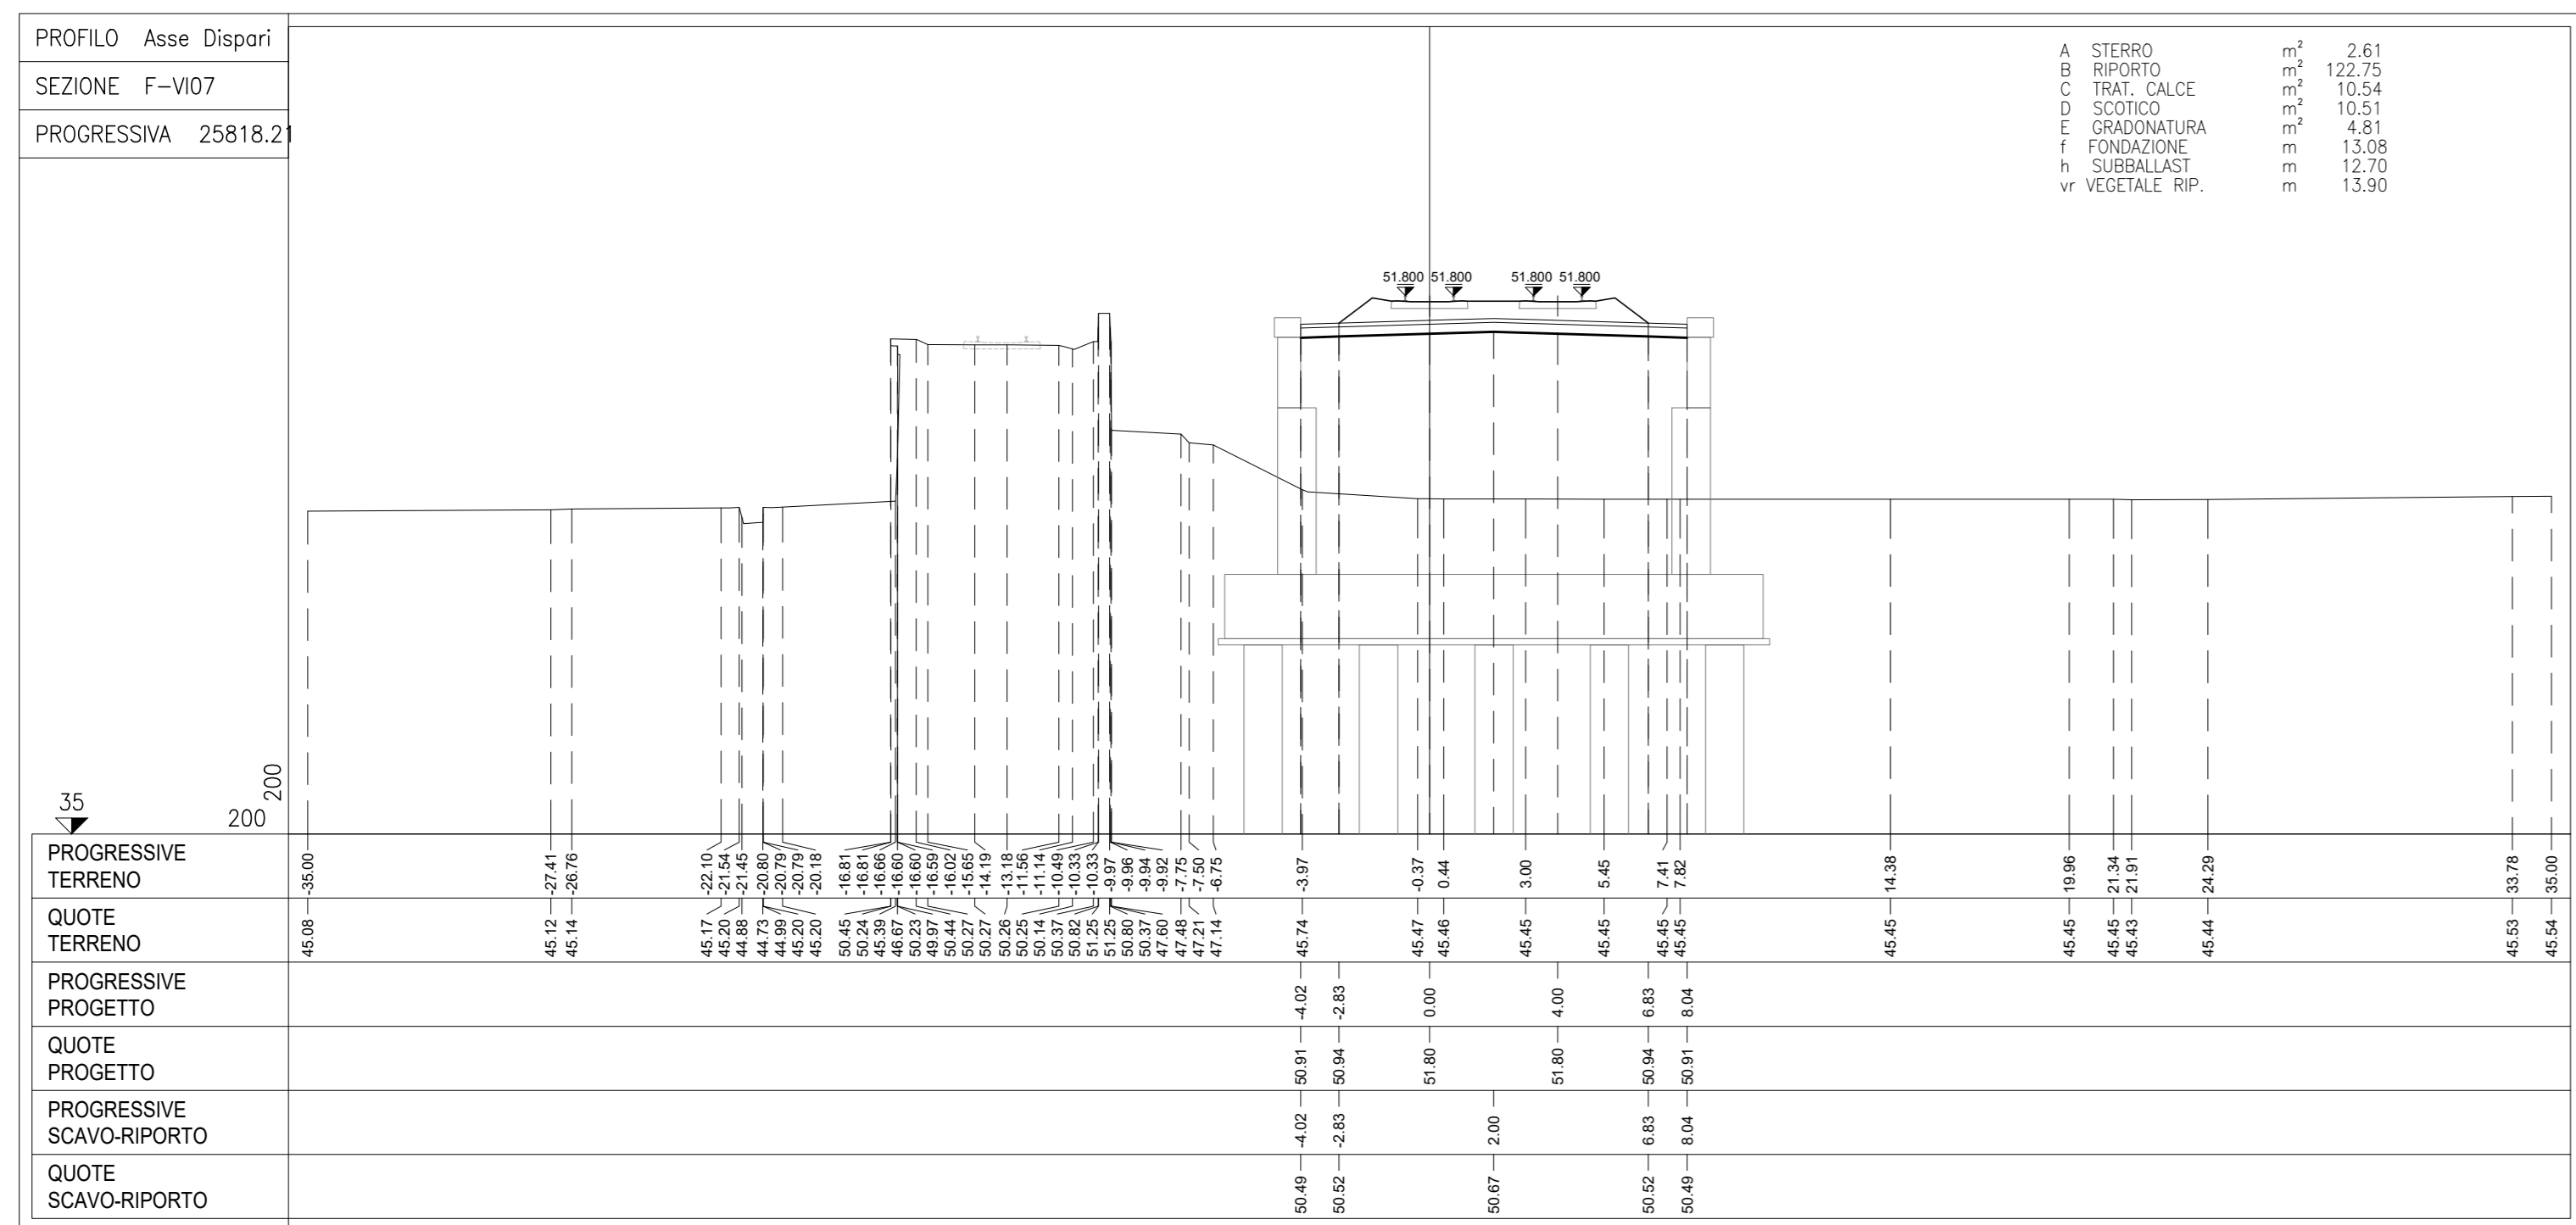 PROFILO Asse Dispari
SEZIONE F-VI07
PROGRESSIVA 25818.21
A STERRO m² 2.61
B RIPORTO m² 122.75
C TRAT. CALCE m² 10.54
D SCOTICO m² 10.51
E GRADONATURA m² 4.81
f FONDAZIONE m 13.08
h SUBBALLAST m 12.70
vr VEGETALE RIP. m 13.90
51.800 51.800 51.800 51.800
35
200
200
PROGRESSIVE
TERRENO
-35.00 -27.41 -26.76 -22.10 -21.54 -21.45 -20.80 -20.79 -20.79 -20.18 -16.81 -16.81 -16.66 -16.60 -16.60 -16.59 -16.02 -15.65 -14.19 -13.18 -11.56 -11.14 -10.49 -10.33 -10.33 -9.97 -9.96 -9.94 -9.92 -7.75 -7.50 -6.75 -3.97 -0.37 0.44 3.00 5.45 7.41 7.82 14.38 19.96 21.34 21.91 24.29 33.78 35.00
QUOTE
TERRENO
45.08 45.12 45.14 45.17 45.20 44.88 44.73 44.99 45.20 45.20 50.45 50.24 45.39 46.67 50.23 49.97 50.44 50.27 50.27 50.26 50.25 50.14 50.37 50.82 51.25 51.25 50.80 50.37 47.60 47.48 47.21 47.14 45.74 45.47 45.46 45.45 45.45 45.45 45.45 45.45 45.45 45.45 45.43 45.44 45.53 45.54
PROGRESSIVE
PROGETTO
-4.02 -2.83 0.00 4.00 6.83 8.04
QUOTE
PROGETTO
50.91 50.94 51.80 51.80 50.94 50.91
PROGRESSIVE
SCAVO-RIPORTO
-4.02 -2.83 2.00 6.83 8.04
QUOTE
SCAVO-RIPORTO
50.49 50.52 50.67 50.52 50.49